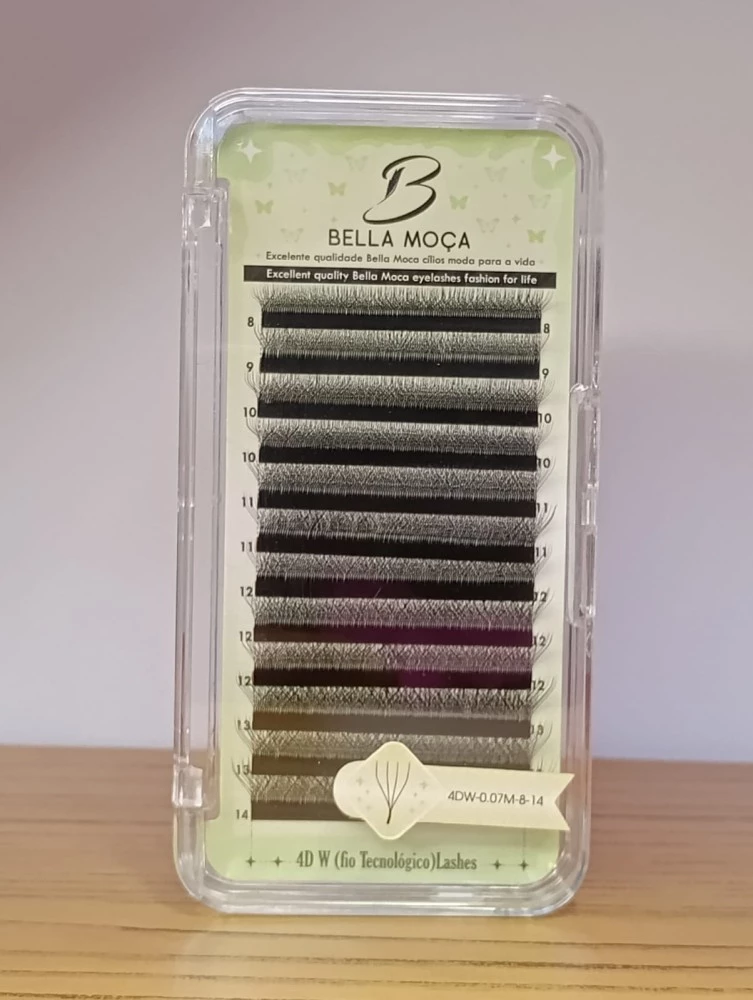 B
BELLA MOÇA
Excelente qualidade Bella Moca cílios moda para a vida
Excellent quality Bella Moca eyelashes fashion for life
8 8
9 9
10 10
10 10
11 11
11 11
12 12
12 12
12 12
13 13
13
14
4DW-0.07M-8-14
4D W (fio Tecnológico)Lashes